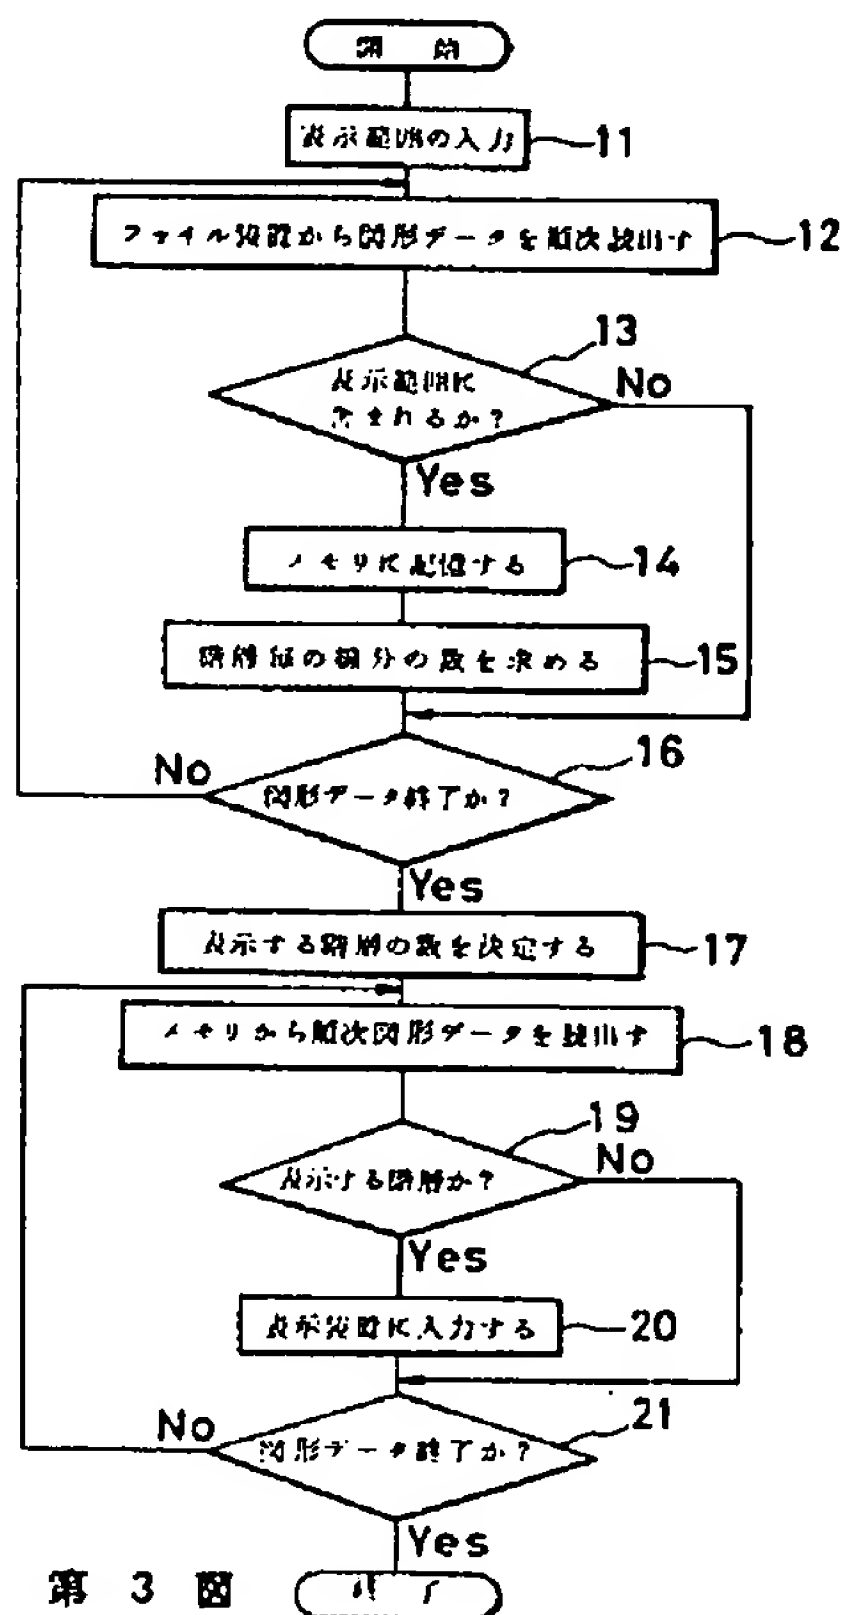 開 始
表示範囲の入力
11
ファイル装置から図形データを順次読出す
12
13
表示範囲に
含まれるか?
No
Yes
メモリに記憶する
14
階層毎の線分の数を求める
15
16
No
図形データ終了か?
Yes
表示する階層の数を決定する
17
メモリから順次図形データを読出す
18
19
表示する階層か?
No
Yes
表示装置に入力する
20
21
No
図形データ終了か?
Yes
終 了
第 3 図